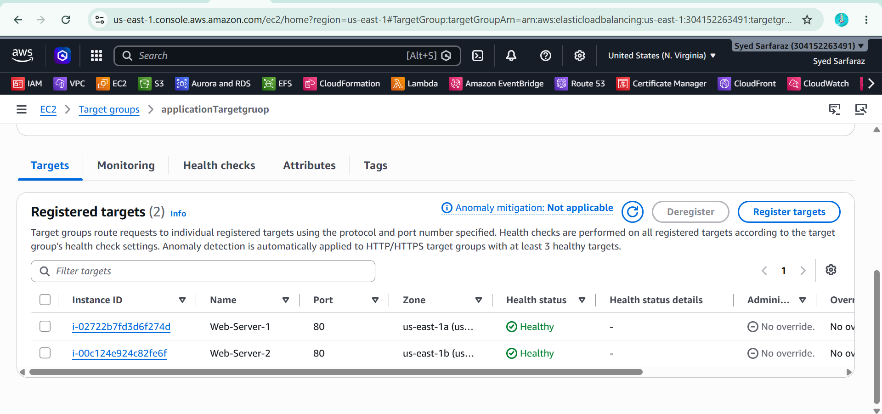 us-east-1.console.aws.amazon.com/ec2/home?region=us-east-1#TargetGroup:targetGroupArn=arn:aws:elasticloadbalancing:us-east-1:304152263491:targetgr...
aws
Search
[Alt+S]
United States (N. Virginia)
Syed Sarfaraz (304152263491)
Syed Sarfaraz
IAM VPC EC2 S3 Aurora and RDS EFS CloudFormation Lambda Amazon EventBridge Route 53 Certificate Manager CloudFront CloudWatch
EC2 > Target groups > applicationTargetgruop
Targets Monitoring Health checks Attributes Tags
Registered targets (2) Info
Anomaly mitigation: Not applicable
Deregister
Register targets
Target groups route requests to individual registered targets using the protocol and port number specified. Health checks are performed on all registered targets according to the target
group's health check settings. Anomaly detection is automatically applied to HTTP/HTTPS target groups with at least 3 healthy targets.
Filter targets
1
Instance ID Name Port Zone Health status Health status details Admini... Overr
i-02722b7fd3d6f274d Web-Server-1 80 us-east-1a (us... Healthy - No override. No ov
i-00c124e924c82fe6f Web-Server-2 80 us-east-1b (us... Healthy - No override. No ov